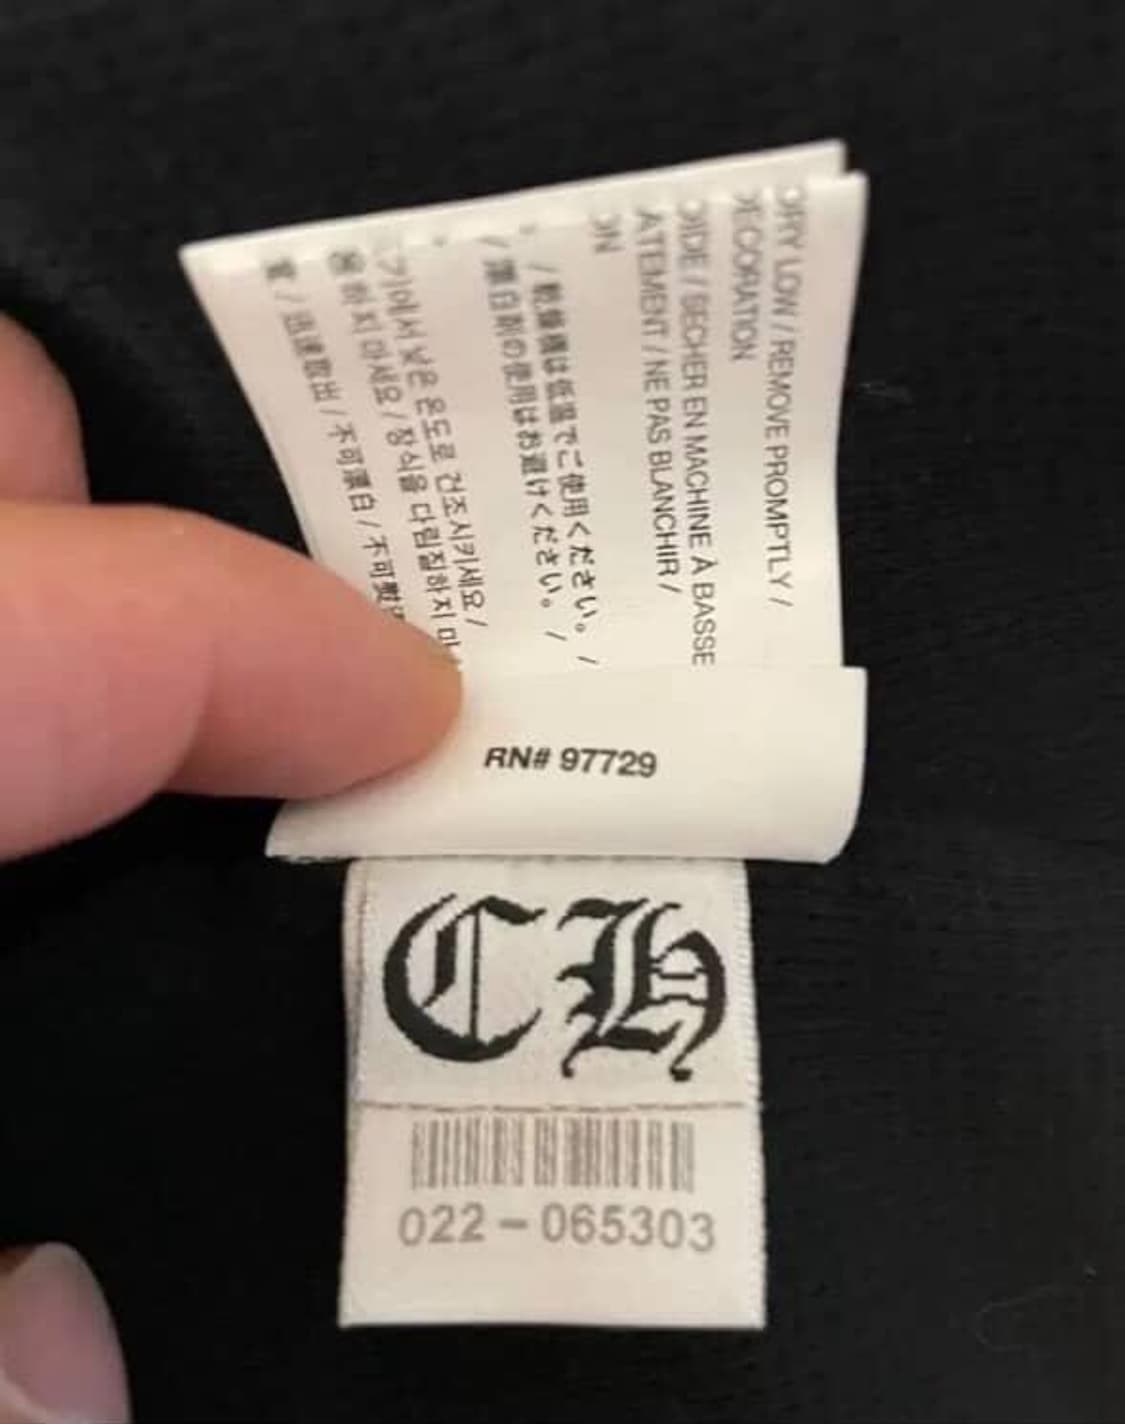 DRY LOW / REMOVE PROMPTLY /
DECORATION
OIDE / SÉCHER EN MACHINE À BASSE
ATEMENT / NE PAS BLANCHIR /
ON
/ 乾燥機は低温でご使用ください。 /
/ 漂白剤の使用はお避けください。 /
기에서 낮은 온도로 건조시키세요 /
용하지 마세요 / 장식을 다림질하지 마
/ 迅速取出 / 不可漂白 / 不可熨
RN# 97729
CH
022-065303